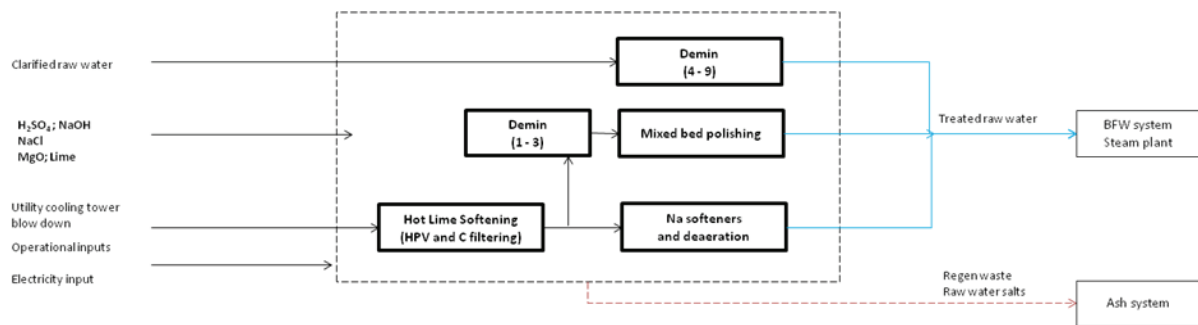 Clarified raw water
H₂SO₄; NaOH
NaCl
MgO; Lime
Utility cooling tower
blow down
Operational inputs
Electricity input
Demin
(4 - 9)
Demin
(1 - 3)
Mixed bed polishing
Hot Lime Softening
(HPV and C filtering)
Na softeners
and deaeration
Treated raw water
BFW system
Steam plant
Regen waste
Raw water salts
Ash system